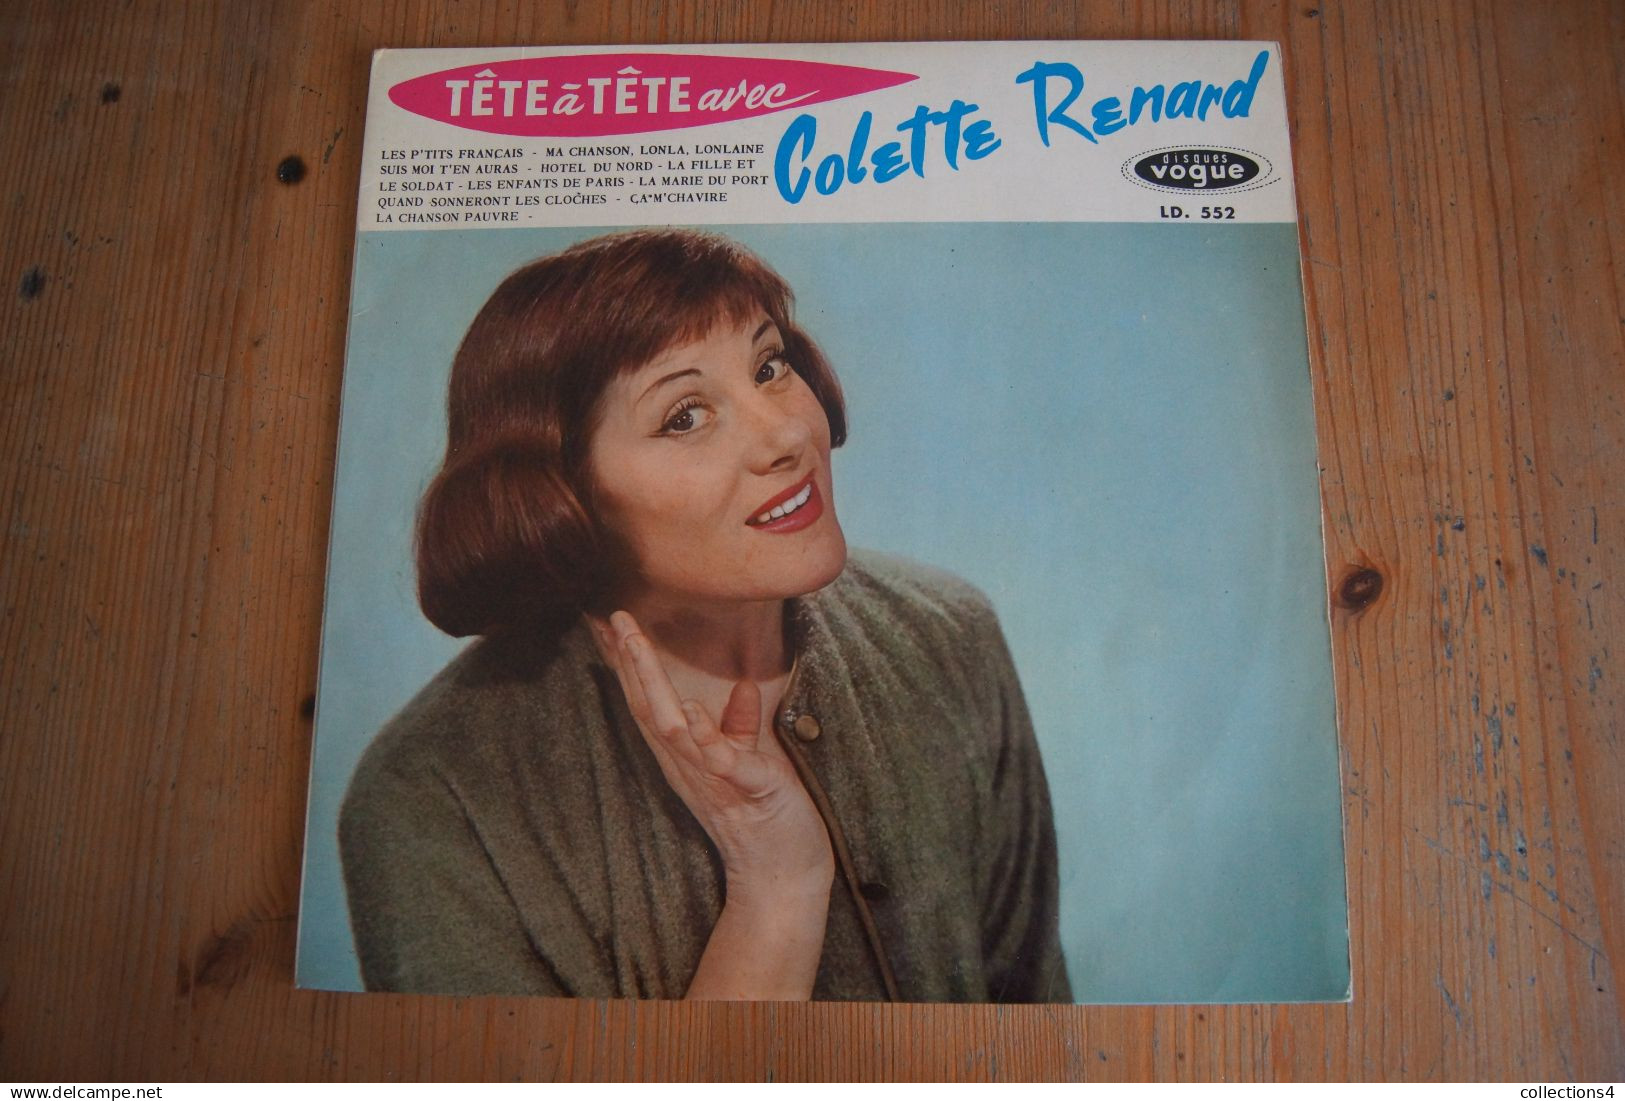 TÊTE à TÊTE avec
Colette Renard
LES P'TITS FRANÇAIS - MA CHANSON, LONLA, LONLAINE
SUIS MOI T'EN AURAS - HOTEL DU NORD - LA FILLE ET
LE SOLDAT - LES ENFANTS DE PARIS - LA MARIE DU PORT
QUAND SONNERONT LES CLOCHES - ÇA M'CHAVIRE
LA CHANSON PAUVRE -
disques
vogue
LD. 552
www.delcampe.net
collections4